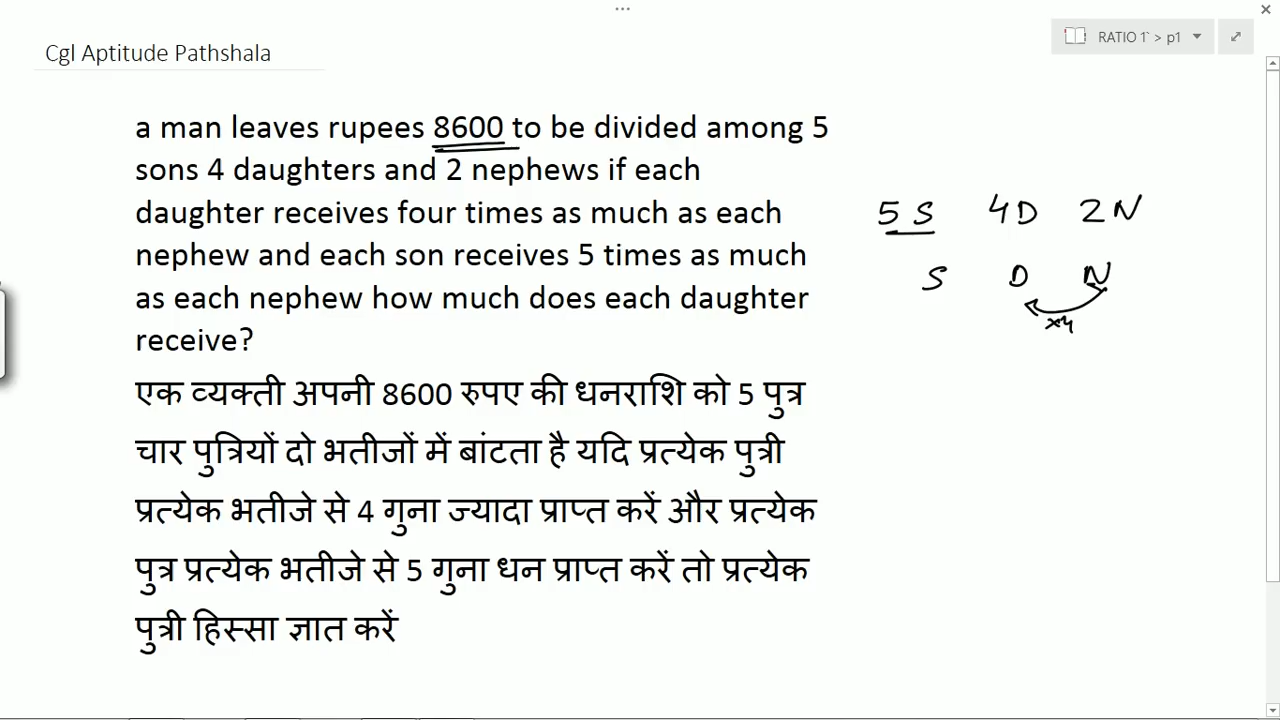 Cgl Aptitude Pathshala
RATIO 1` > p1
a man leaves rupees 8600 to be divided among 5
sons 4 daughters and 2 nephews if each
daughter receives four times as much as each
nephew and each son receives 5 times as much
as each nephew how much does each daughter
receive?
5 S 4D 2N
S D N
×4
एक व्यक्ती अपनी 8600 रुपए की धनराशि को 5 पुत्र
चार पुत्रियों दो भतीजों में बांटता है यदि प्रत्येक पुत्री
प्रत्येक भतीजे से 4 गुना ज्यादा प्राप्त करें और प्रत्येक
पुत्र प्रत्येक भतीजे से 5 गुना धन प्राप्त करें तो प्रत्येक
पुत्री हिस्सा ज्ञात करें